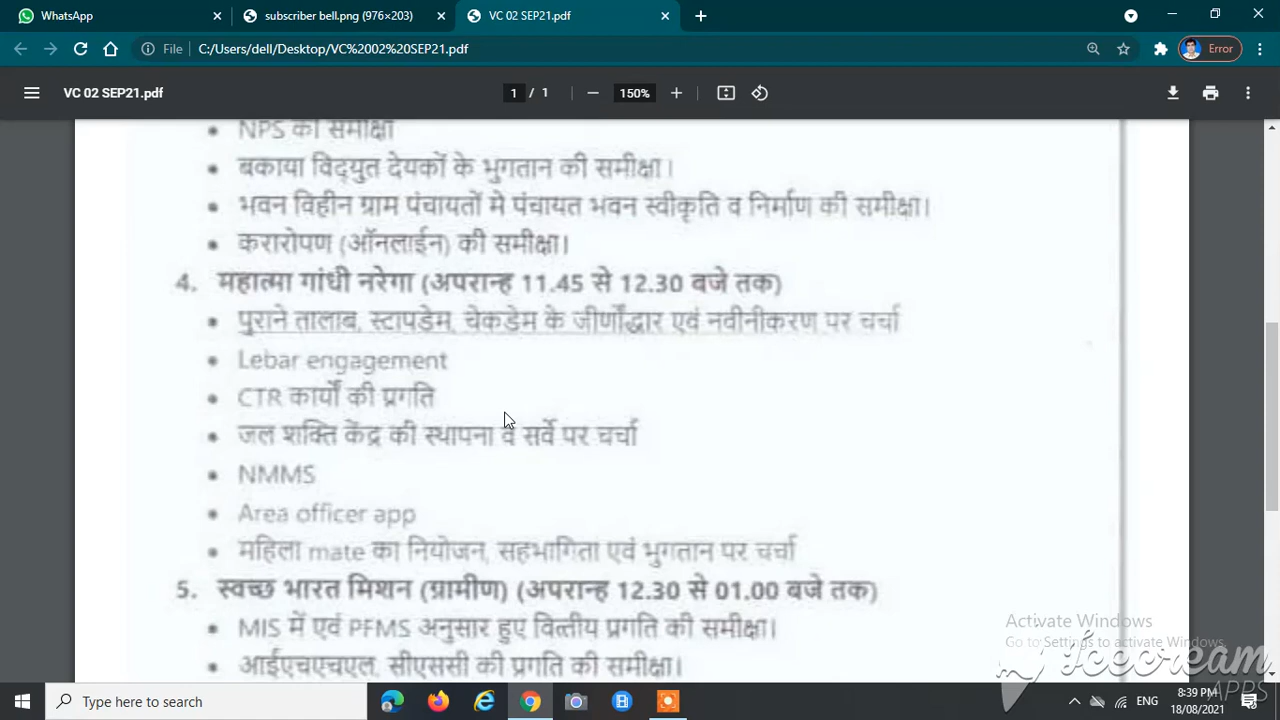 WhatsApp
subscriber bell.png (976×203)
VC 02 SEP21.pdf
File
C:/Users/dell/Desktop/VC%2002%20SEP21.pdf
Error
VC 02 SEP21.pdf
1 / 1
150%
NPS की समीक्षा
बकाया विद्युत देयकों के भुगतान की समीक्षा।
भवन विहीन ग्राम पंचायतों मे पंचायत भवन स्वीकृति व निर्माण की समीक्षा।
करारोपण (ऑनलाईन) की समीक्षा।
4. महात्मा गांधी नरेगा (अपरान्ह 11.45 से 12.30 बजे तक)
पुराने तालाब, स्टापडेम, चेकडेम के जीर्णोद्धार एवं नवीनीकरण पर चर्चा
Lebar engagement
CTR कार्यों की प्रगति
जल शक्ति केंद्र की स्थापना व सर्वे पर चर्चा
NMMS
Area officer app
महिला mate का नियोजन, सहभागिता एवं भुगतान पर चर्चा
5. स्वच्छ भारत मिशन (ग्रामीण) (अपरान्ह 12.30 से 01.00 बजे तक)
MIS में एवं PFMS अनुसार हुए वित्तीय प्रगति की समीक्षा।
आईएचएचएल, सीएससी की प्रगति की समीक्षा।
Activate Windows
Go to Settings to activate Windows.
Icecream
APPS
Type here to search
ENG
8:39 PM
18/08/2021